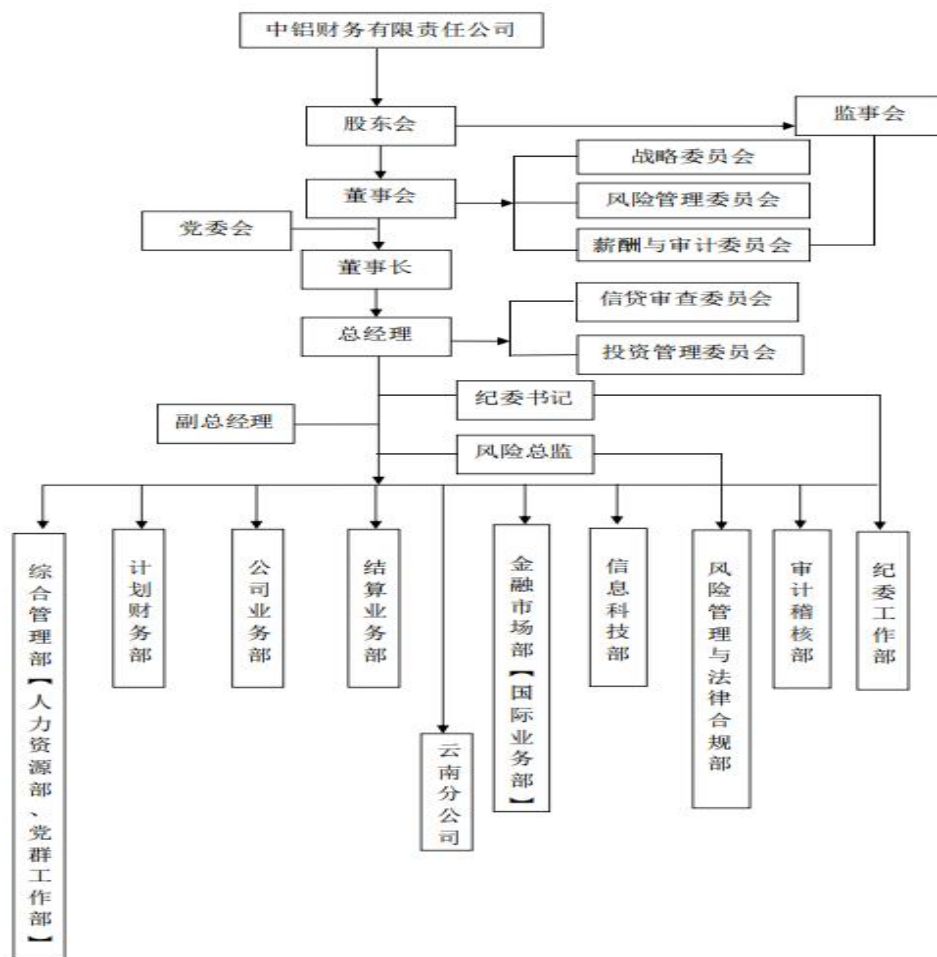 中铝财务有限责任公司
股东会
监事会
战略委员会
董事会
风险管理委员会
党委会
薪酬与审计委员会
董事长
信贷审查委员会
总经理
投资管理委员会
纪委书记
副总经理
风险总监
综合管理部【人力资源部、党群工作部】
计划财务部
公司业务部
结算业务部
云南分公司
金融市场部【国际业务部】
信息科技部
风险管理与法律合规部
审计稽核部
纪委工作部